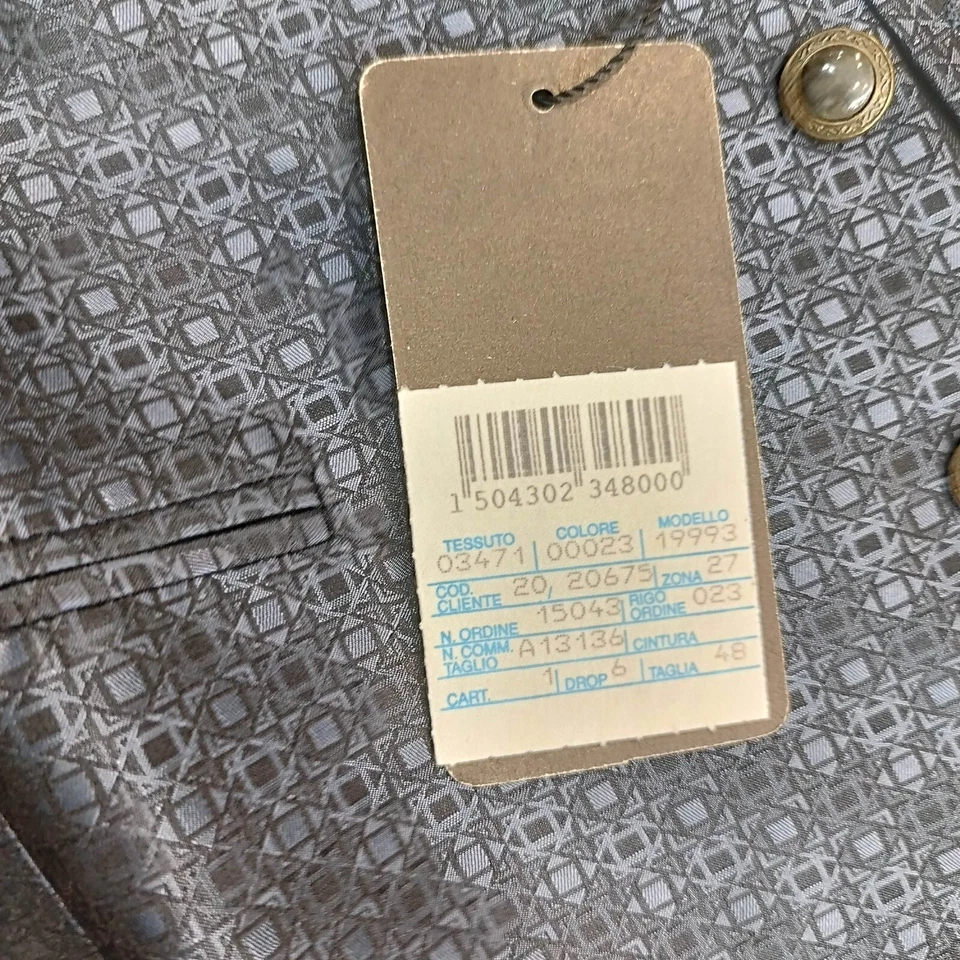 1 504302 348000
TESSUTO COLORE MODELLO
03471 00023 19993
COD. CLIENTE 20, 20675 ZONA 27
N. ORDINE 15043 RIGO ORDINE 023
N. COMM. TAGLIO A13136 CINTURA
CART. 1 DROP 6 TAGLIA 48